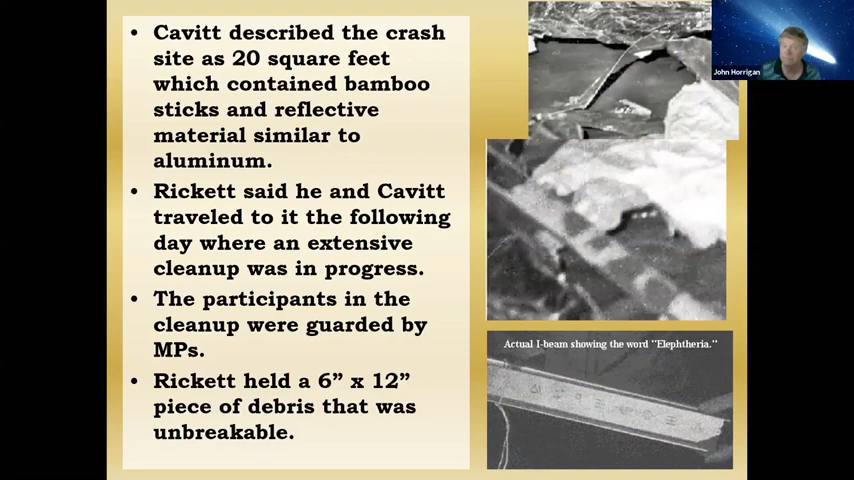 • Cavitt described the crash
site as 20 square feet
which contained bamboo
sticks and reflective
material similar to
aluminum.
• Rickett said he and Cavitt
traveled to it the following
day where an extensive
cleanup was in progress.
• The participants in the
cleanup were guarded by
MPs.
• Rickett held a 6” x 12”
piece of debris that was
unbreakable.
John Horrigan
Actual I-beam showing the word "Elephtheria."